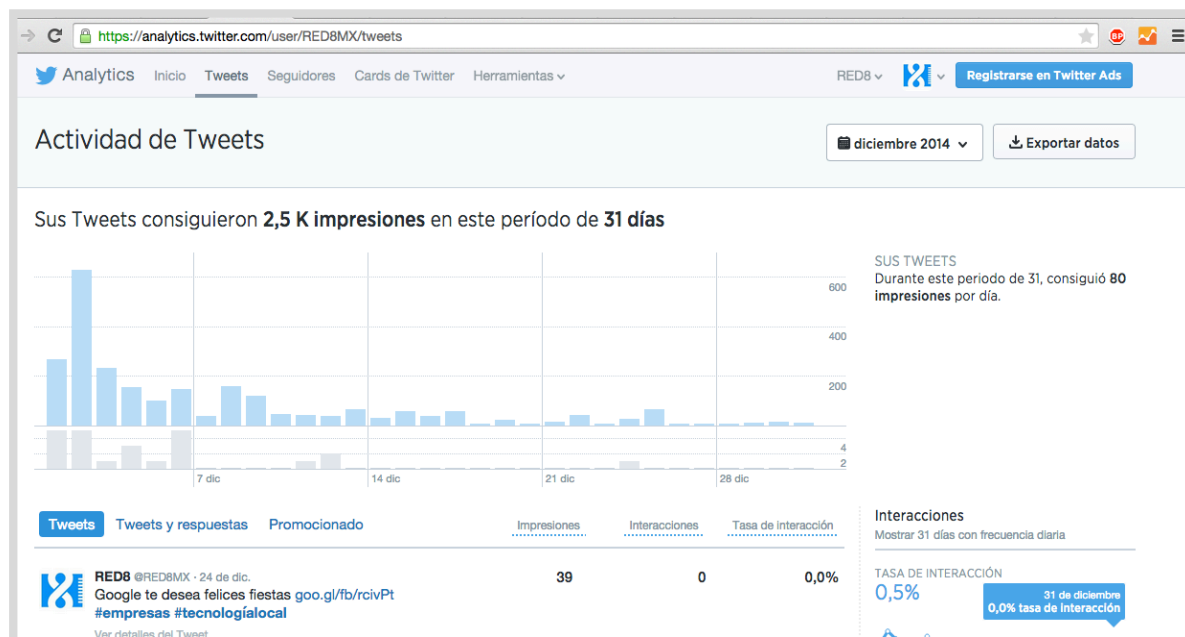 https://analytics.twitter.com/user/RED8MX/tweets
BP
Analytics Inicio Tweets Seguidores Cards de Twitter Herramientas RED8 Registrarse en Twitter Ads
Actividad de Tweets
diciembre 2014 Exportar datos
Sus Tweets consiguieron 2,5 K impresiones en este período de 31 días
600
400
200
4
2
7 dic 14 dic 21 dic 28 dic
SUS TWEETS
Durante este periodo de 31, consiguió 80
impresiones por día.
Tweets Tweets y respuestas Promocionado Impresiones Interacciones Tasa de interacción
RED8 @RED8MX · 24 de dic. 39 0 0,0%
Google te desea felices fiestas goo.gl/fb/rcivPt
#empresas #tecnologíalocal
Ver detalles del Tweet
Interacciones
Mostrar 31 días con frecuencia diaria
TASA DE INTERACCIÓN
0,5%
31 de diciembre
0,0% tasa de interacción